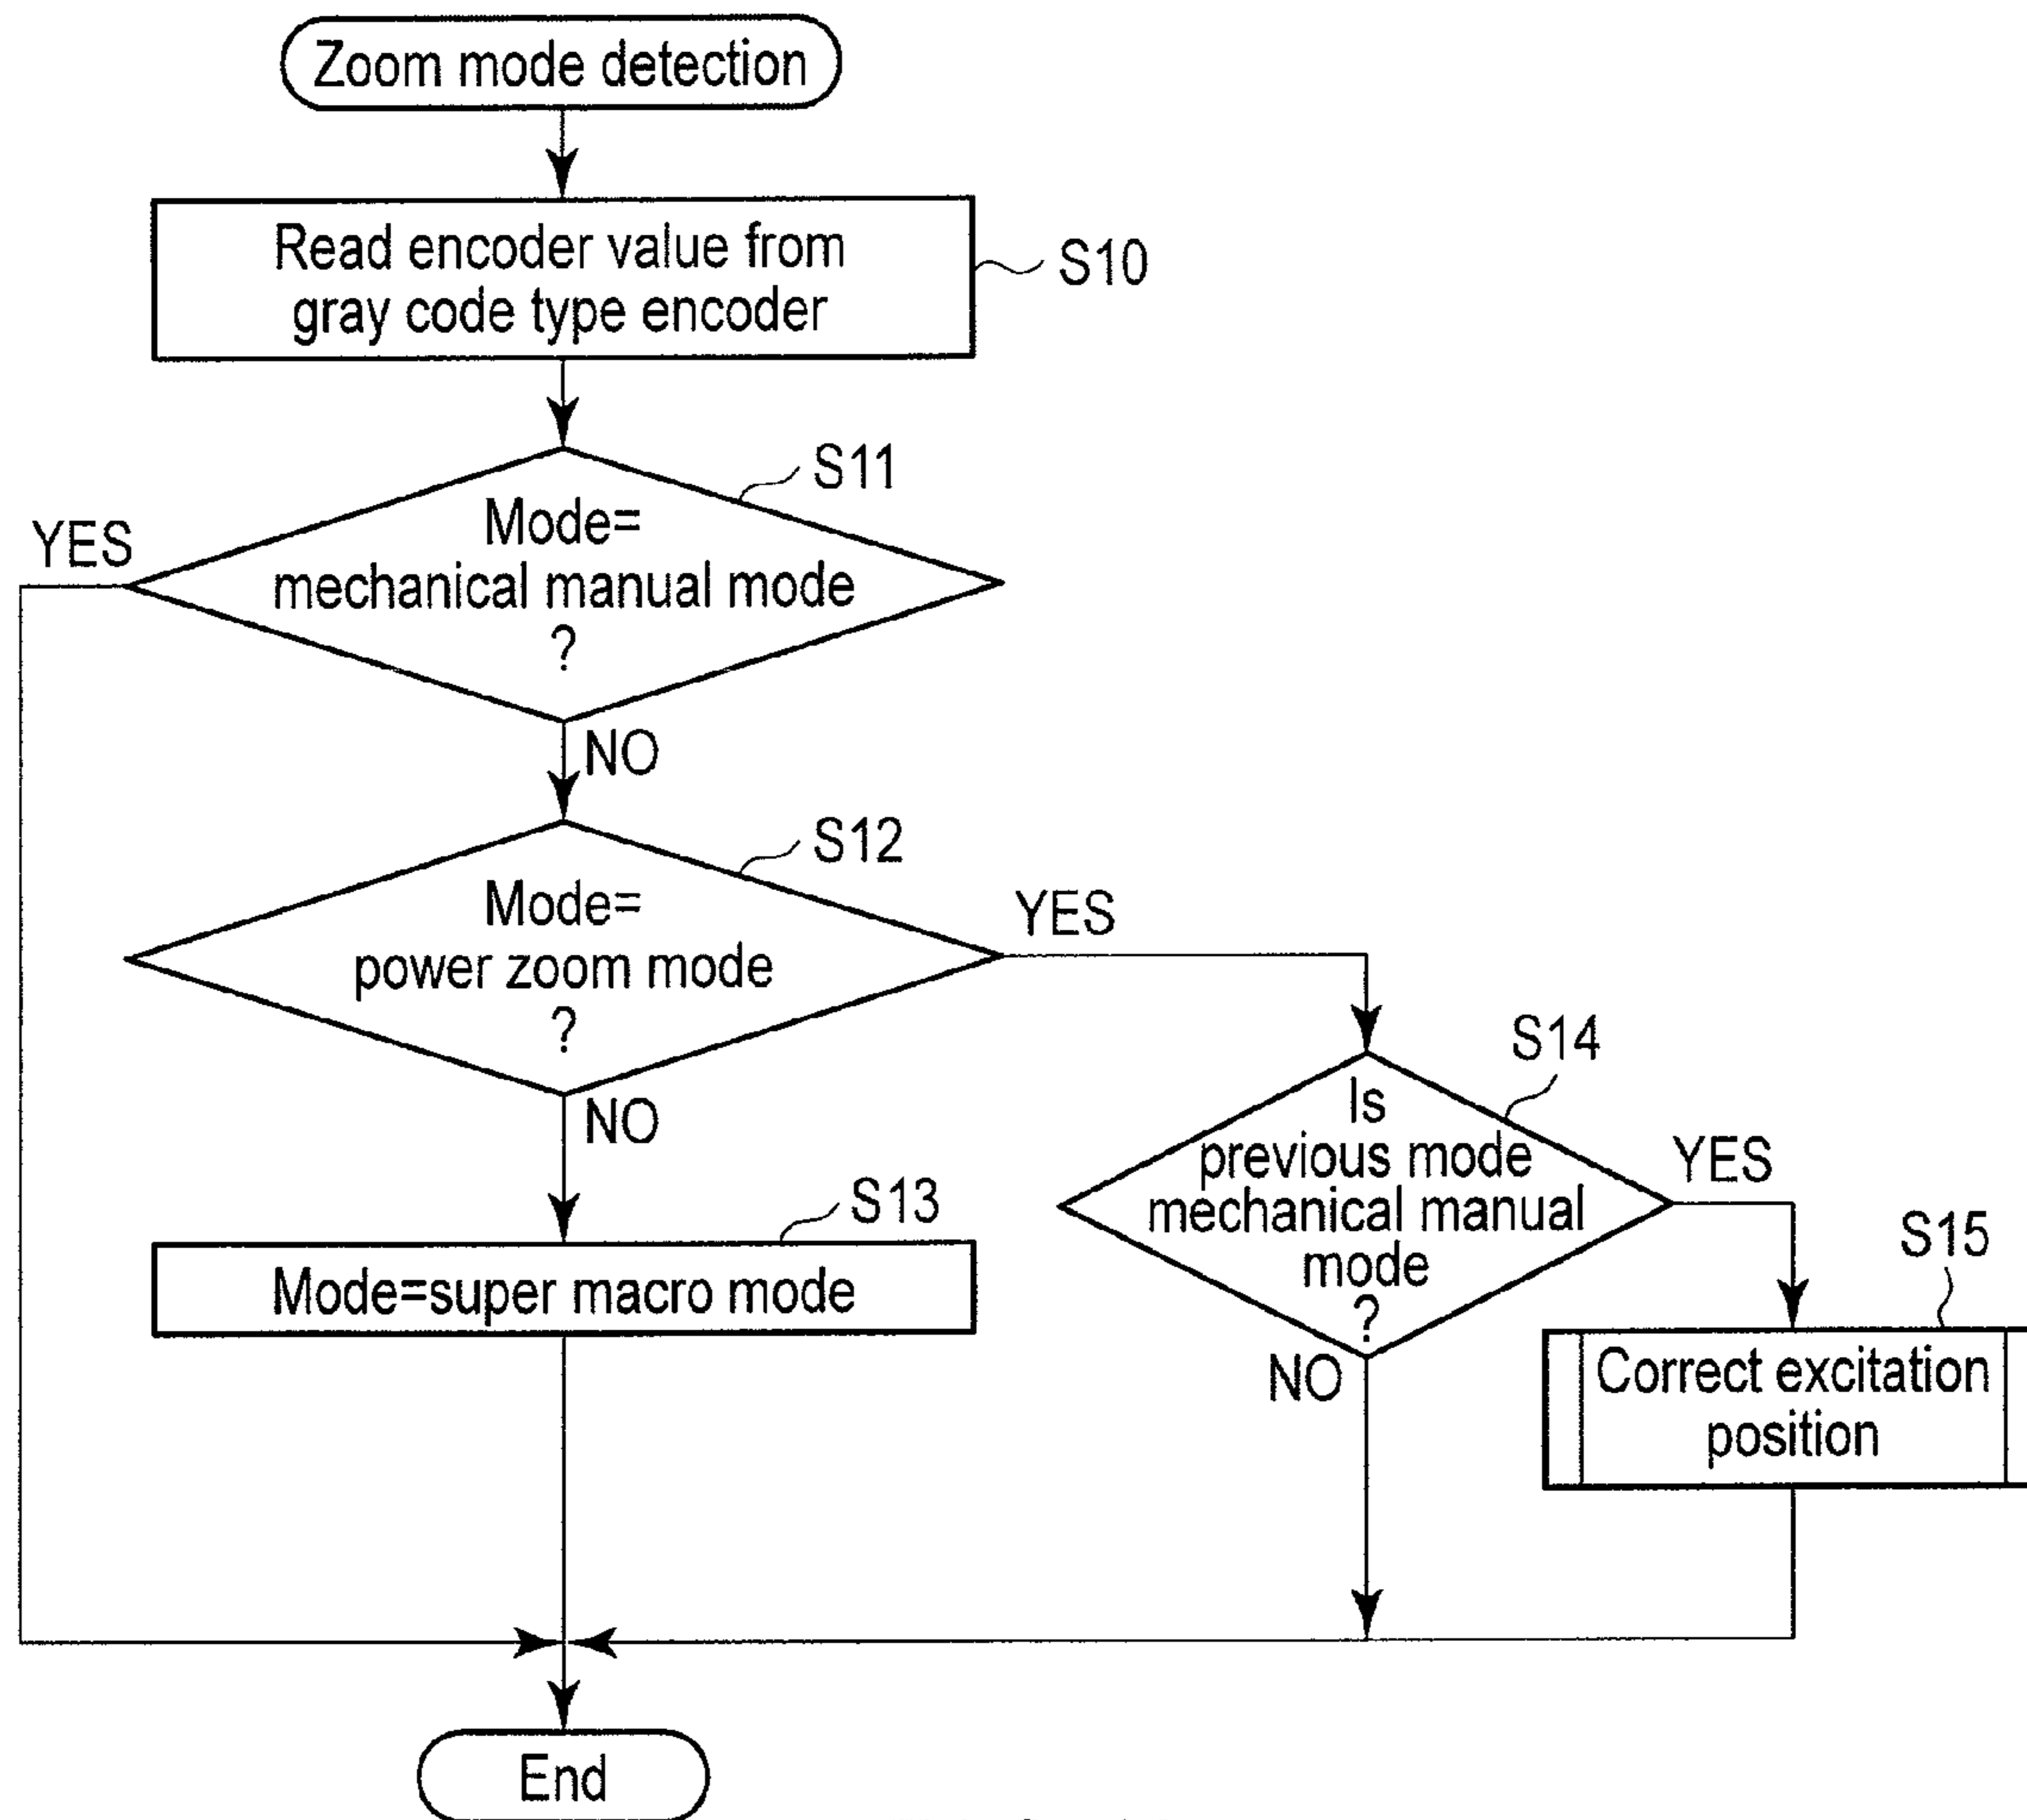 Zoom mode detection
Read encoder value from
gray code type encoder
S10
S11
Mode=
mechanical manual mode
?
YES
NO
S12
Mode=
power zoom mode
?
YES
NO
S13
Mode=super macro mode
S14
Is
previous mode
mechanical manual
mode
?
YES
NO
S15
Correct excitation
position
End